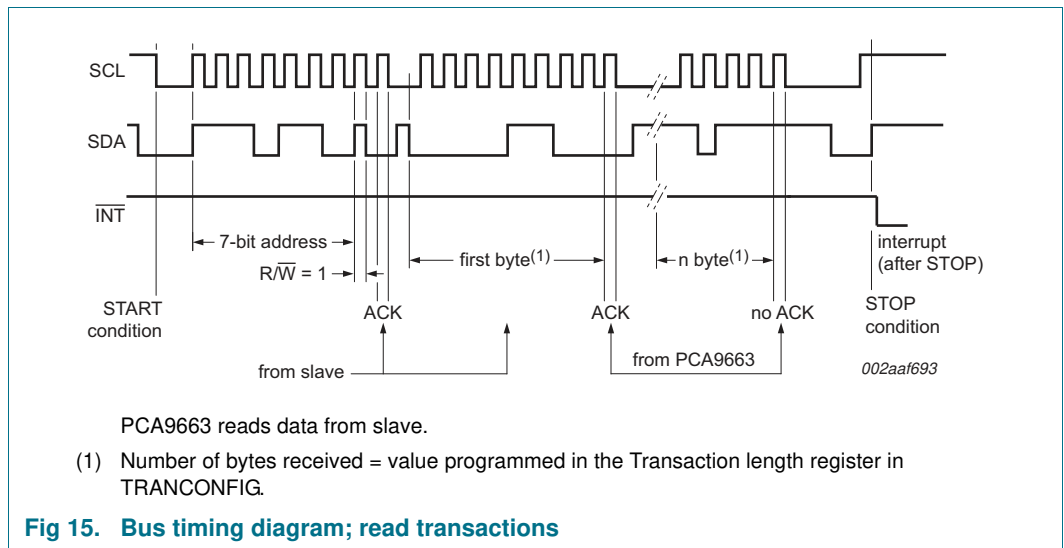 SCL
SDA
INT
7-bit address
first byte(1)
n byte(1)
interrupt
(after STOP)
R/W = 1
START
condition
ACK
ACK
no ACK
STOP
condition
from slave
from PCA9663
002aaf693
PCA9663 reads data from slave.
(1) Number of bytes received = value programmed in the Transaction length register in
TRANCONFIG.
Fig 15. Bus timing diagram; read transactions